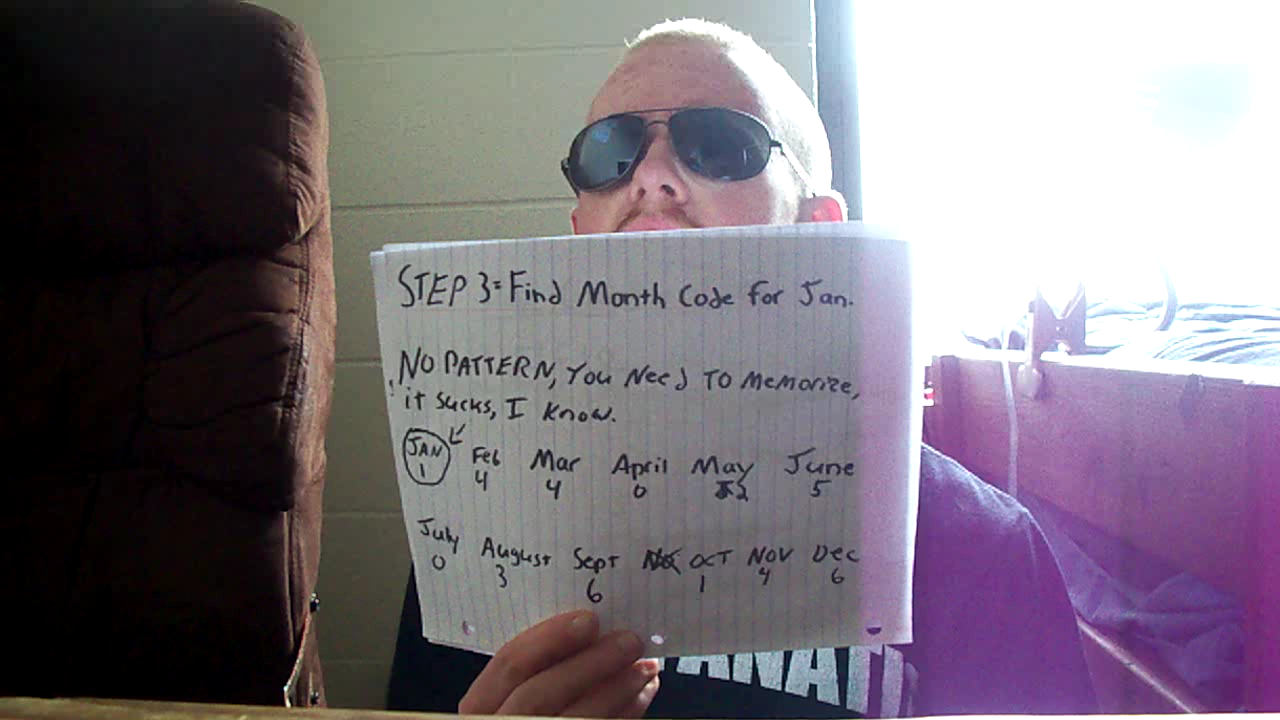 STEP 3= Find Month Code for Jan.
NO PATTERN, You Need TO Memorize,
it sucks, I know.
JAN Feb Mar April May June
1 4 4 0 2 5
July August Sept OCT NOV Dec
0 3 6 1 4 6